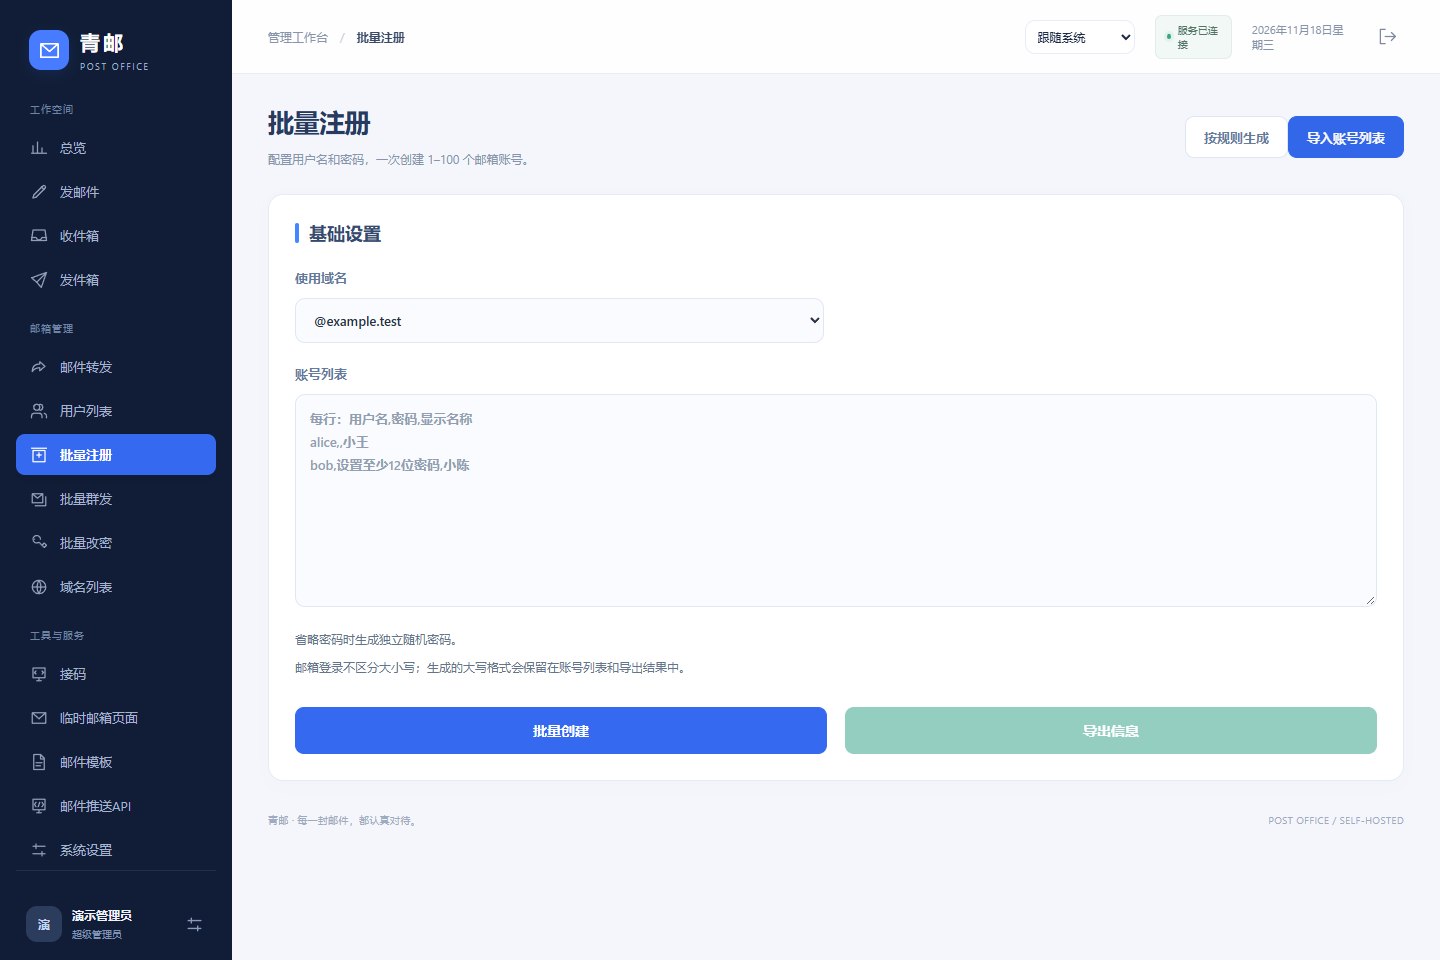 青邮
POST OFFICE
工作空间
总览
发邮件
收件箱
发件箱
邮箱管理
邮件转发
用户列表
批量注册
批量群发
批量改密
域名列表
工具与服务
接码
临时邮箱页面
邮件模板
邮件推送API
系统设置
演
演示管理员
超级管理员
管理工作台 / 批量注册
跟随系统
服务已连
接
2026年11月18日星
期三
批量注册
配置用户名和密码，一次创建 1–100 个邮箱账号。
按规则生成
导入账号列表
基础设置
使用域名
@example.test
账号列表
每行：用户名,密码,显示名称
alice,,小王
bob,设置至少12位密码,小陈
省略密码时生成独立随机密码。
邮箱登录不区分大小写；生成的大写格式会保留在账号列表和导出结果中。
批量创建
导出信息
青邮 · 每一封邮件，都认真对待。
POST OFFICE / SELF-HOSTED